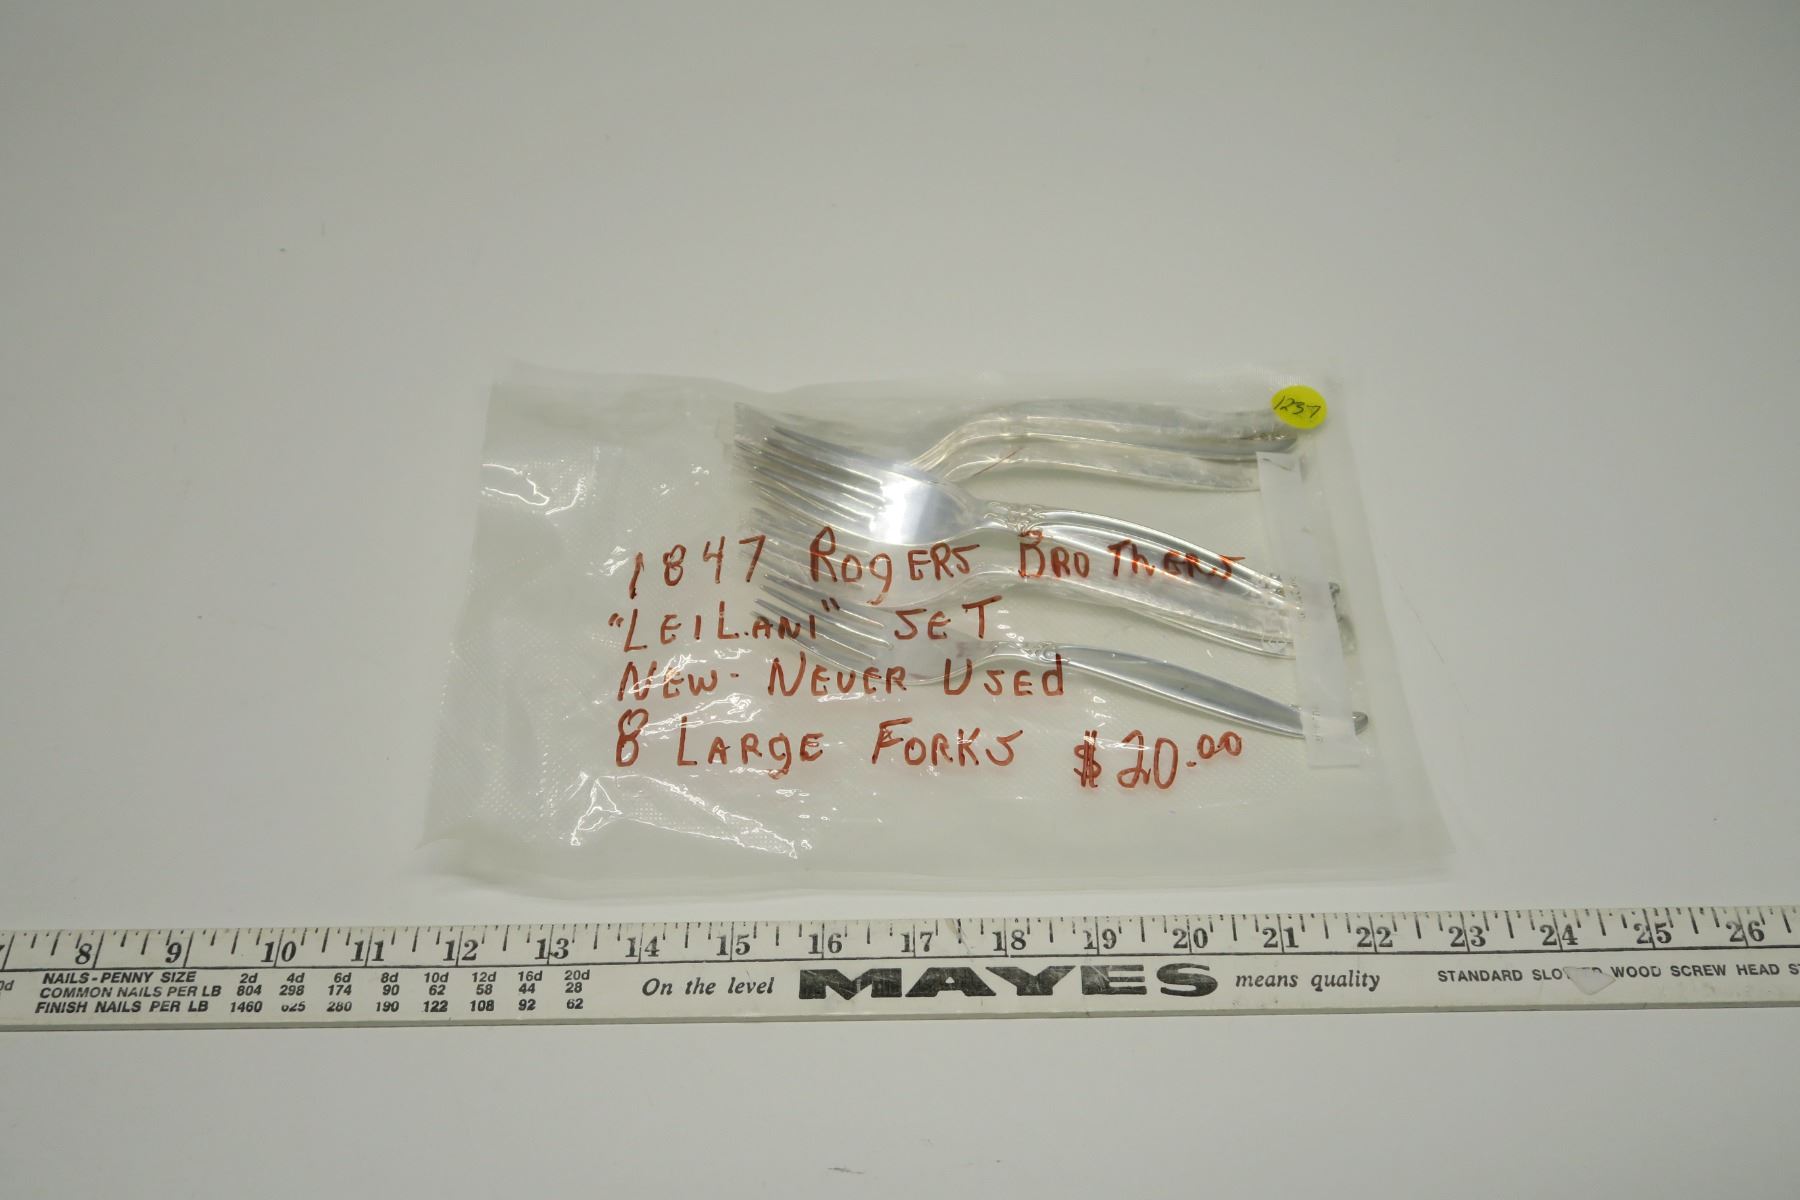 1237
1847 Rogers Brothers
"Leilani" Set
New - Never Used
8 Large Forks $20.00
8 9 10 11 12 13 14 15 16 17 18 19 20 21 22 23 24 25 26
NAILS - PENNY SIZE 2d 4d 6d 8d 10d 12d 16d 20d
COMMON NAILS PER LB 804 298 174 90 62 58 44 28
FINISH NAILS PER LB 1460 625 280 190 122 108 92 62
On the level MAYES means quality
WOOD SCREW HEAD
STANDARD